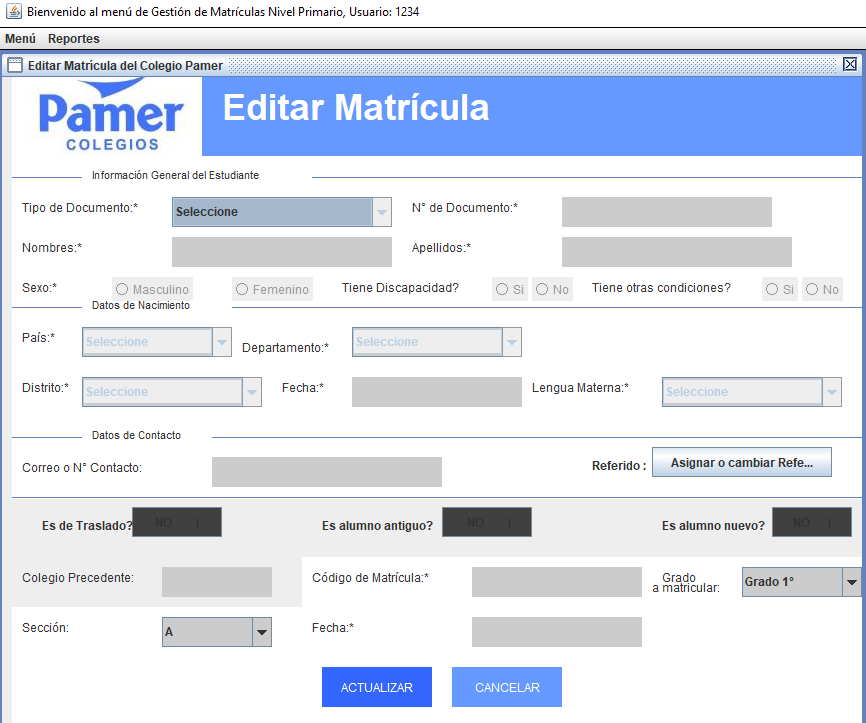 Bienvenido al menú de Gestión de Matrículas Nivel Primario, Usuario: 1234
Menú Reportes
Editar Matrícula del Colegio Pamer
Pamer
COLEGIOS
Editar Matrícula
Información General del Estudiante
Tipo de Documento:* Seleccione N° de Documento:*
Nombres:* Apellidos:*
Sexo:* Masculino Femenino Tiene Discapacidad? Si No Tiene otras condiciones? Si No
Datos de Nacimiento
País:* Seleccione Departamento:* Seleccione
Distrito:* Seleccione Fecha:* Lengua Materna:* Seleccione
Datos de Contacto
Correo o N° Contacto: Referido : Asignar o cambiar Refe...
Es de Traslado? NO | Es alumno antiguo? NO | Es alumno nuevo? NO |
Colegio Precedente: Código de Matrícula:* Grado
a matricular: Grado 1°
Sección: A Fecha:*
ACTUALIZAR CANCELAR